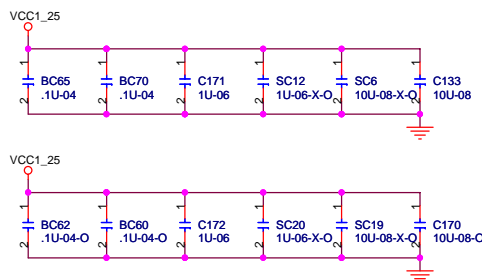 VCC1_25
1 1 1 1 1 1
BC65 BC70 C171 SC12 SC6 C133
.1U-04 .1U-04 1U-06 1U-06-X-O 10U-08-X-O 10U-08
2 2 2 2 2 2
VCC1_25
1 1 1 1 1 1
BC62 BC60 C172 SC20 SC19 C170
.1U-04-O .1U-04-O 1U-06 1U-06-X-O 10U-08-X-O 10U-08-O
2 2 2 2 2 2